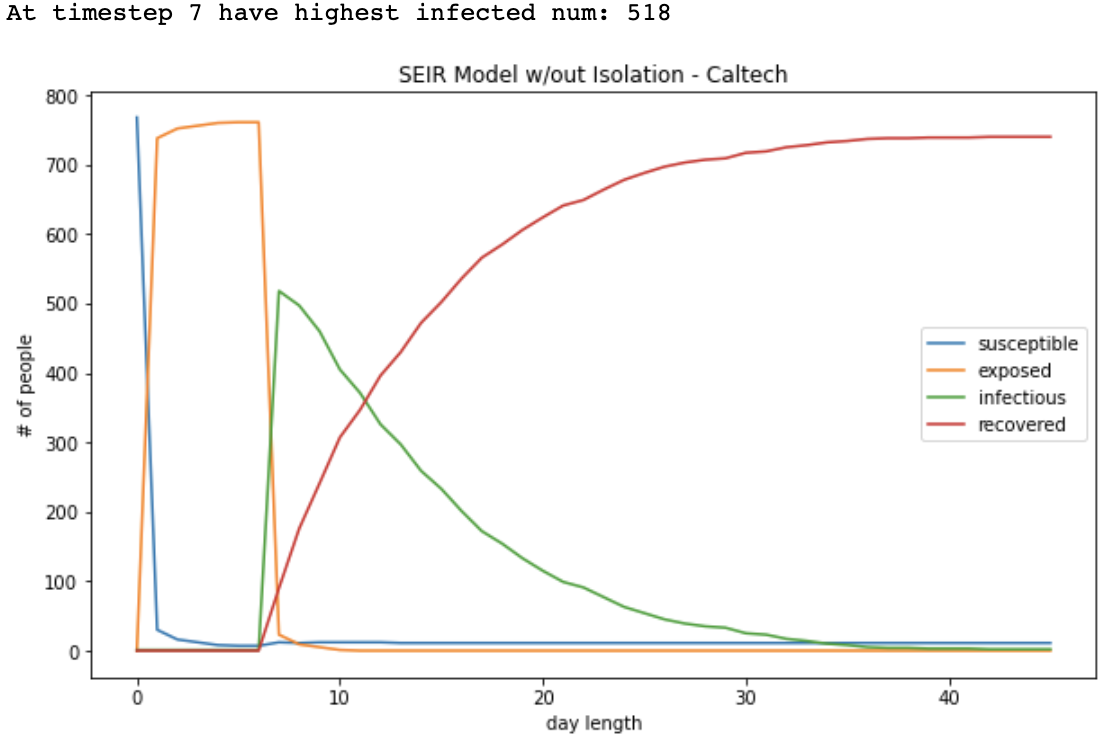 At timestep 7 have highest infected num: 518
SEIR Model w/out Isolation - Caltech
800
700
600
500
400
300
200
100
0
# of people
susceptible
exposed
infectious
recovered
0 10 20 30 40
day length